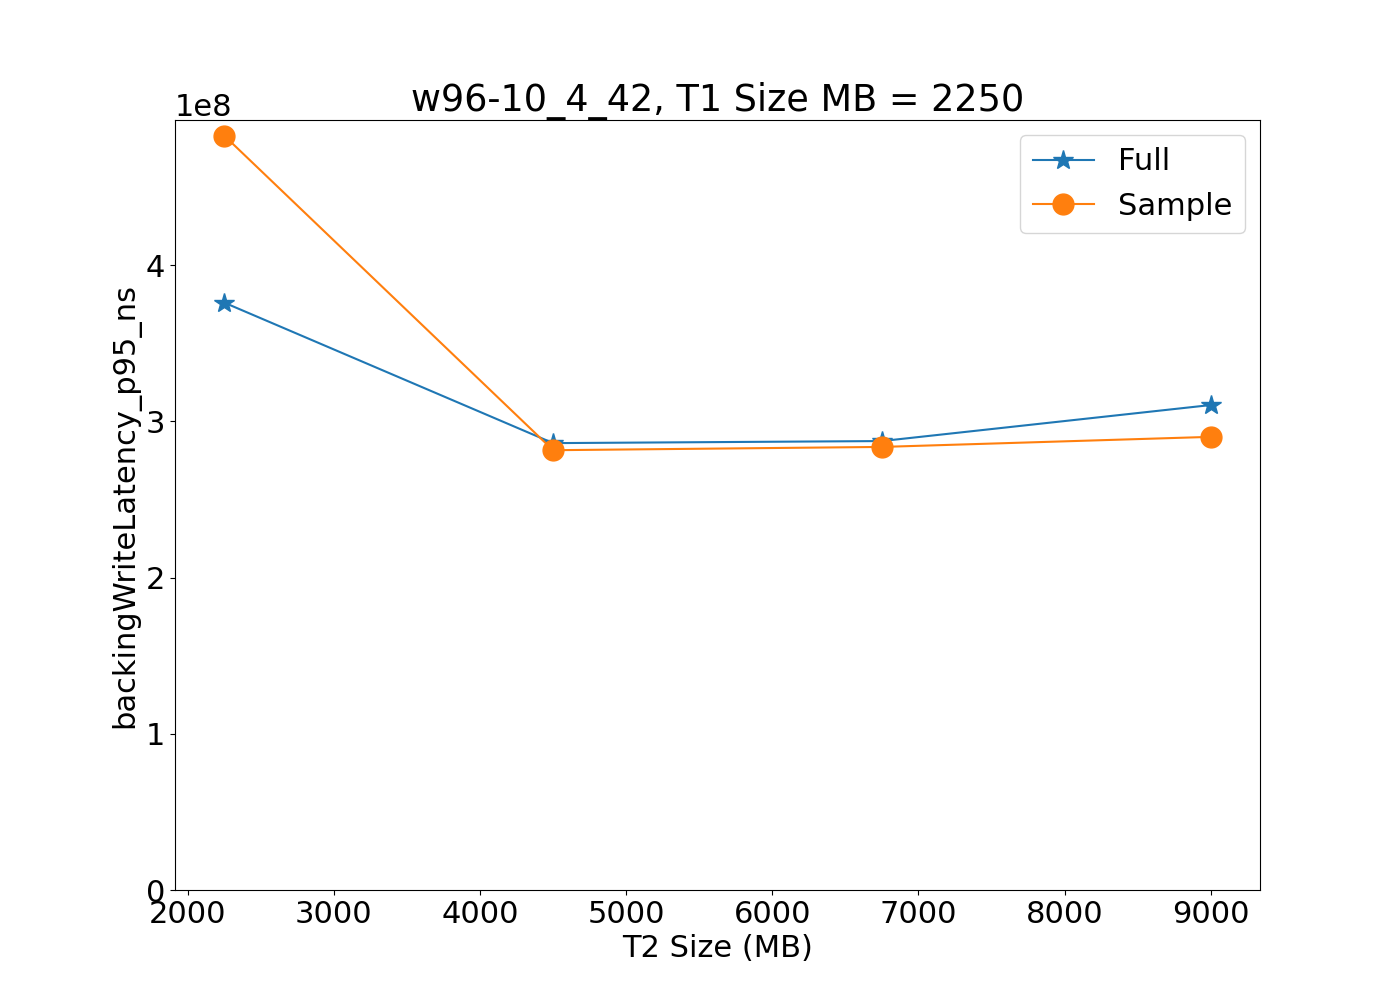 w96-10_4_42, T1 Size MB = 2250
1e8
Full
Sample
4
3
2
1
0
backingWriteLatency_p95_ns
2000 3000 4000 5000 6000 7000 8000 9000
T2 Size (MB)